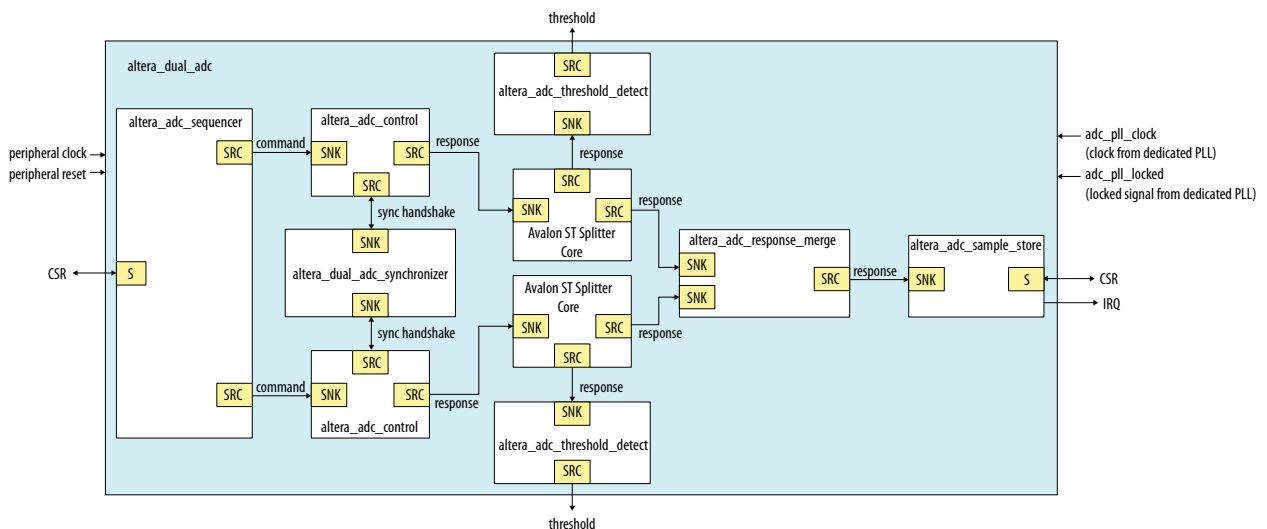 threshold
altera_dual_adc
SRC
altera_adc_threshold_detect
SNK
response
altera_adc_sequencer
SRC
command
altera_adc_control
SNK
SRC
SRC
response
sync handshake
SRC
SNK
SRC
Avalon ST Splitter
Core
response
peripheral clock
peripheral reset
adc_pll_clock
(clock from dedicated PLL)
adc_pll_locked
(locked signal from dedicated PLL)
CSR
S
SNK
altera_dual_adc_synchronizer
SNK
sync handshake
altera_adc_response_merge
SNK
SNK
SRC
response
altera_adc_sample_store
SNK
S
CSR
IRQ
Avalon ST Splitter
Core
SNK
SRC
SRC
response
response
SRC
command
SNK
SRC
SRC
response
altera_adc_control
SNK
altera_adc_threshold_detect
SRC
threshold